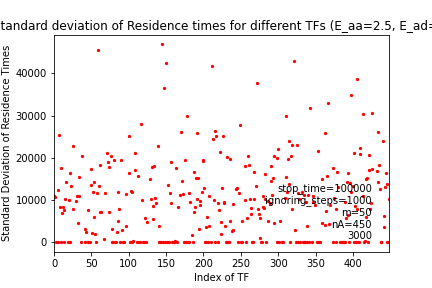 tandard deviation of Residence times for different TFs (E_aa=2.5, E_ad=
Standard Deviation of Residence Times
40000
30000
20000
10000
0
stop_time=100000
ignoring_steps=1000
m=50
nA=450
3000
0 50 100 150 200 250 300 350 400
Index of TF